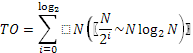 TO = ∑_{i=0}^{log₂} □ N (〖 N/2^i ~ N log₂ N 〗)